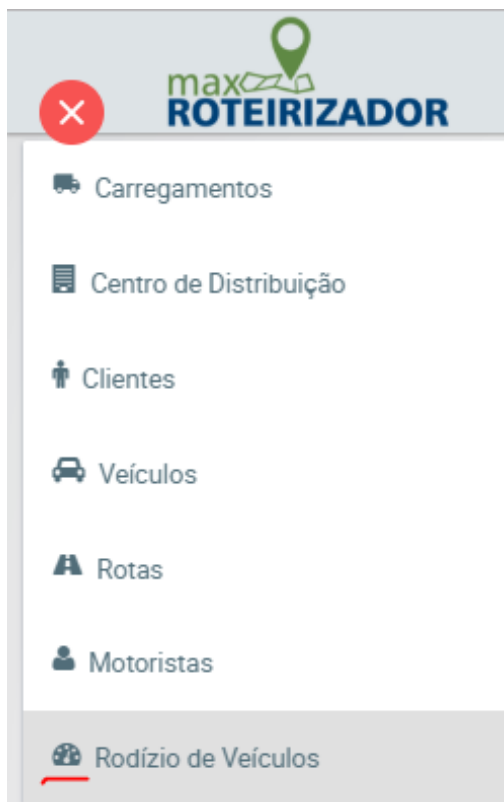 max
ROTEIRIZADOR
Carregamentos
Centro de Distribuição
Clientes
Veículos
Rotas
Motoristas
Rodízio de Veículos